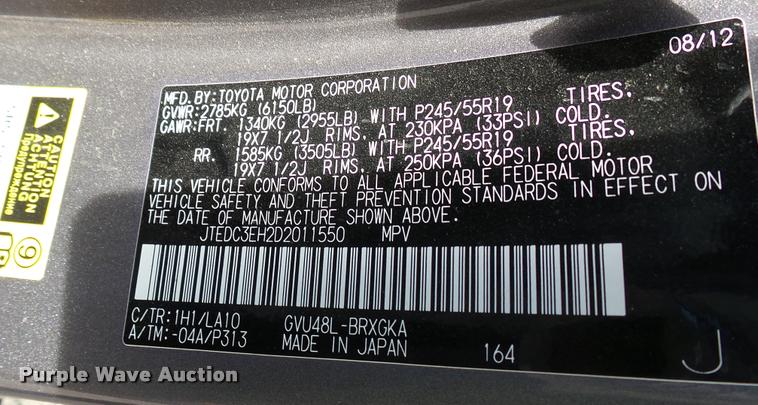 08/12
MFD.BY:TOYOTA MOTOR CORPORATION
GVWR:2785KG (6150LB)
GAWR:FRT. 1340KG (2955LB) WITH P245/55R19 TIRES,
19X7 1/2J RIMS, AT 230KPA (33PSI) COLD.
RR. 1585KG (3505LB) WITH P245/55R19 TIRES,
19X7 1/2J RIMS, AT 250KPA (36PSI) COLD.
THIS VEHICLE CONFORMS TO ALL APPLICABLE FEDERAL MOTOR
VEHICLE SAFETY AND THEFT PREVENTION STANDARDS IN EFFECT ON
THE DATE OF MANUFACTURE SHOWN ABOVE.
JTEDC3EH2D2011550 MPV
C/TR:1H1/LA10 GVU48L-BRXGKA
A/TM:-04A/P313 MADE IN JAPAN 164 J
CAUTION
ATTENTION
ACHTUNG
Предупреждение
9
Purple Wave Auction